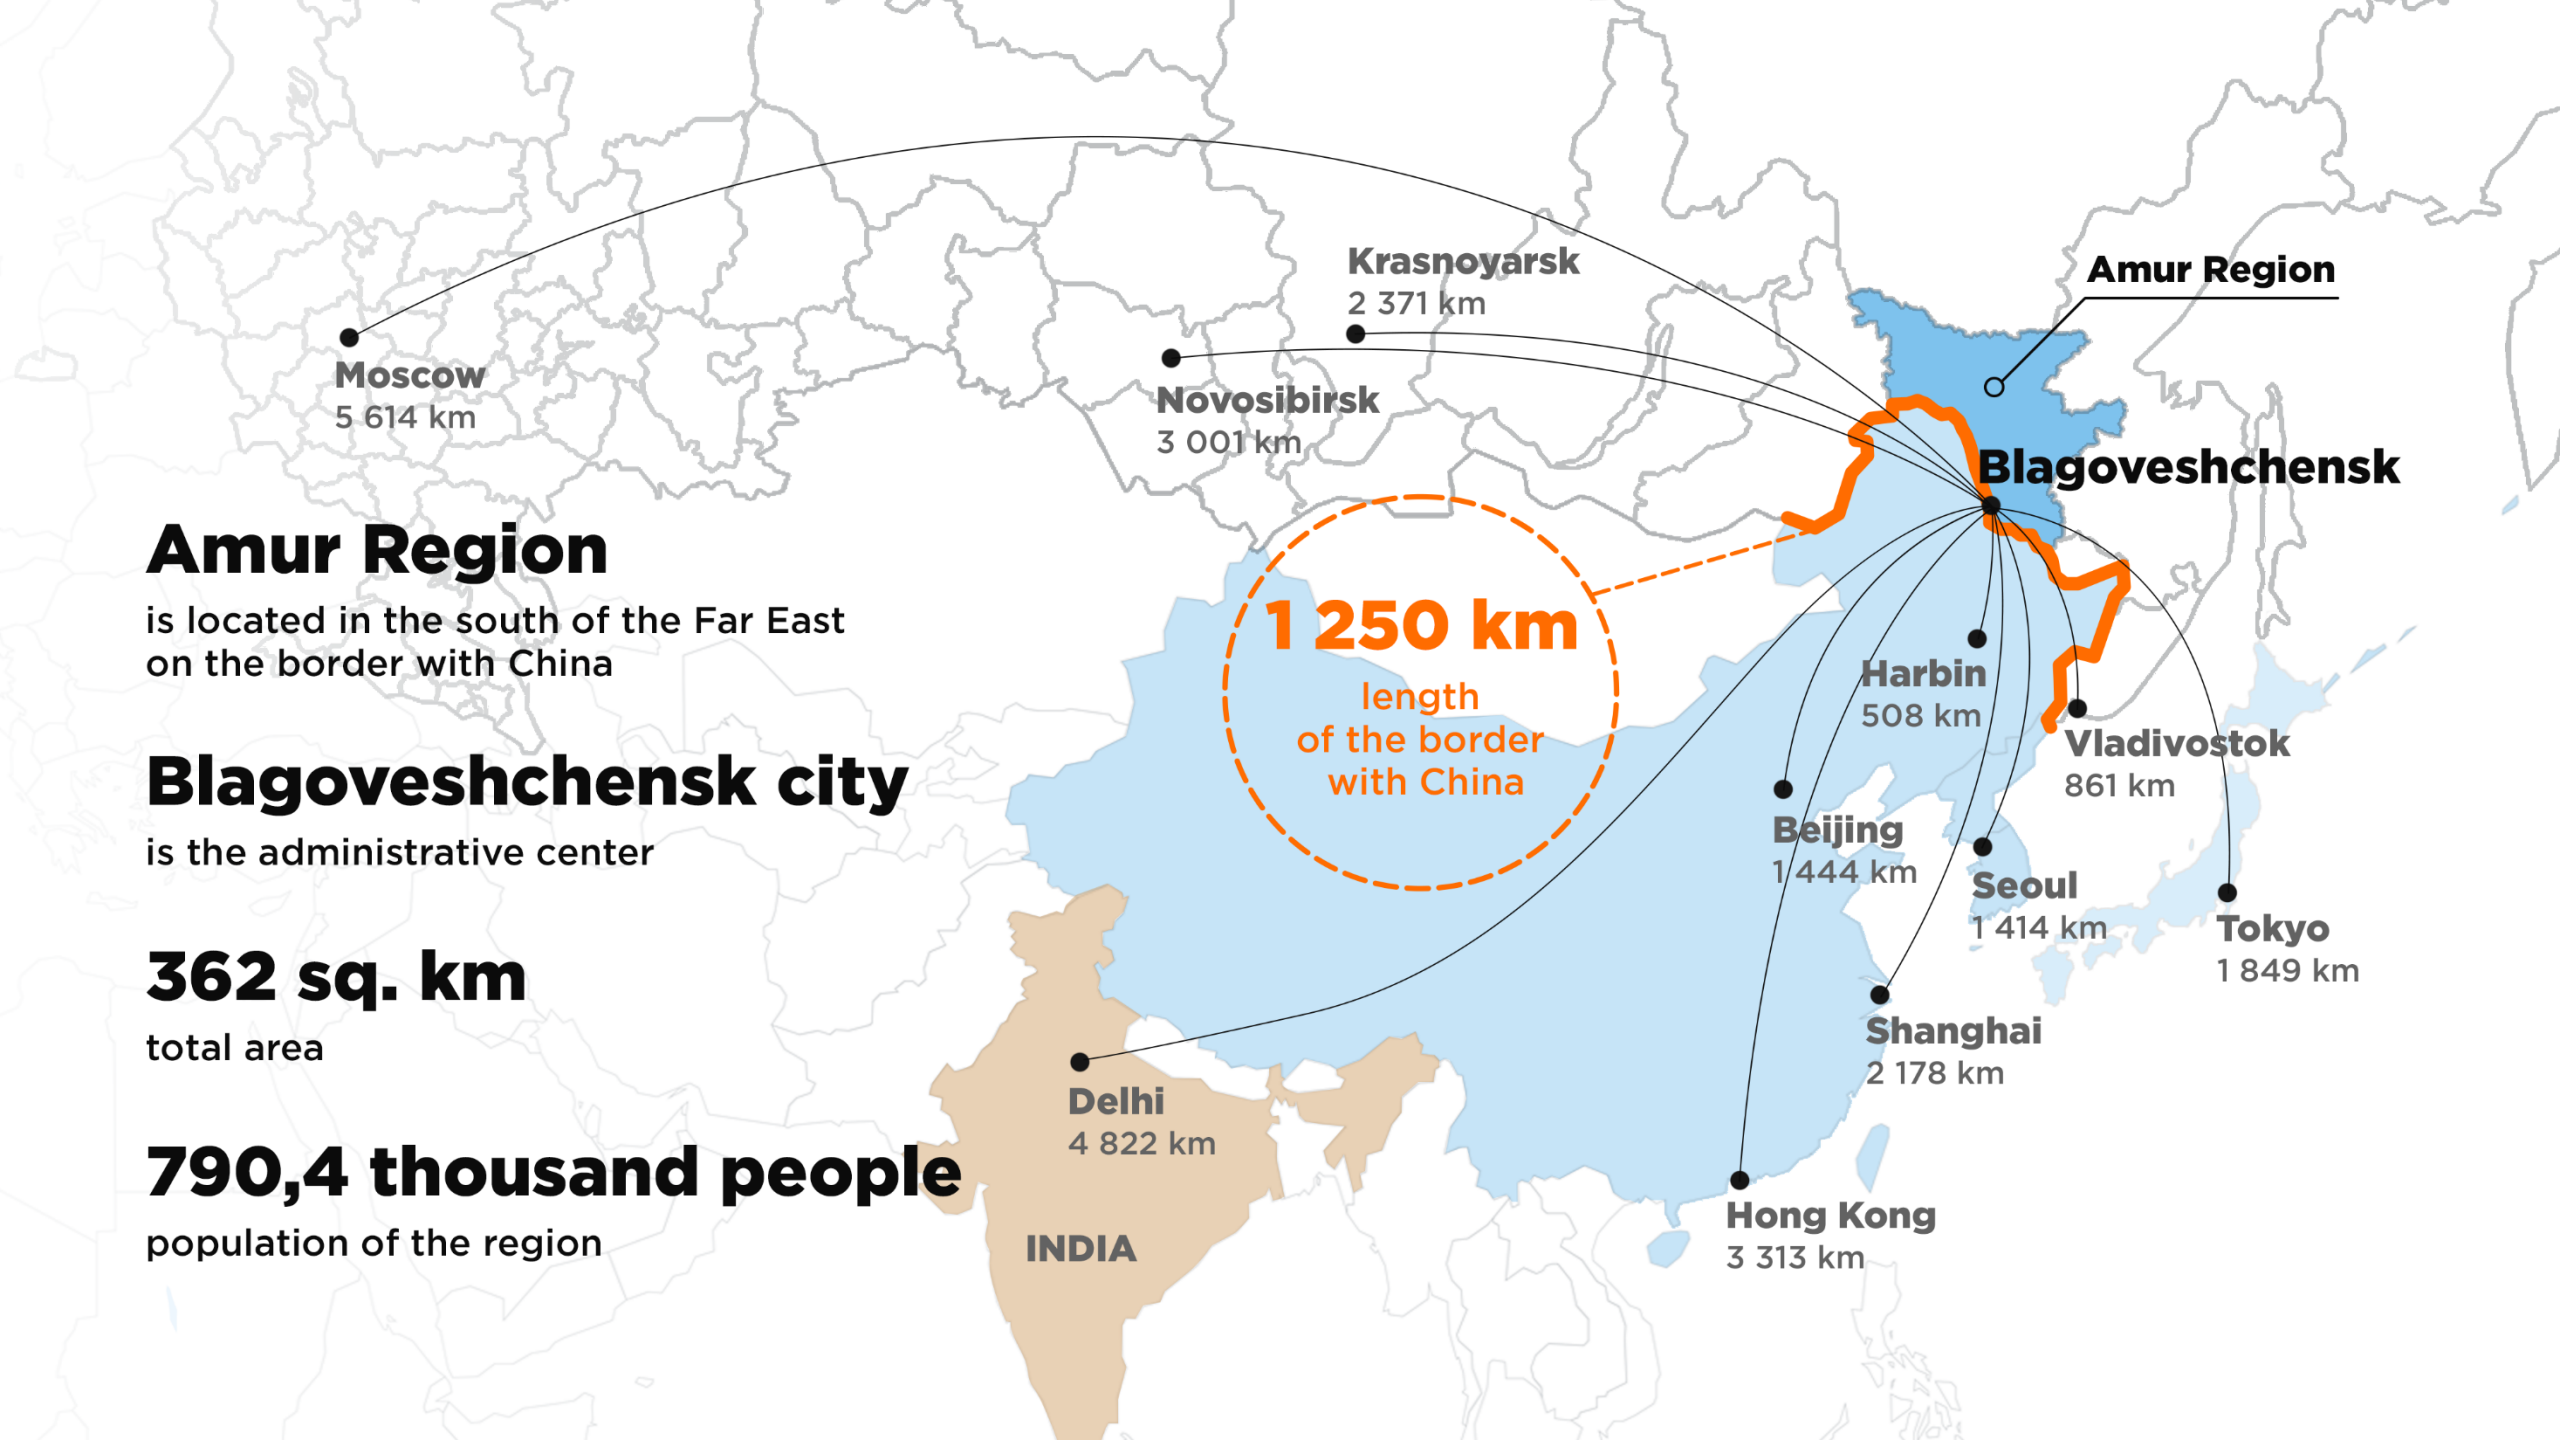 Krasnoyarsk
2 371 km
Amur Region
Moscow
5 614 km
Novosibirsk
3 001 km
Blagoveshchensk
Amur Region
is located in the south of the Far East
on the border with China
Blagoveshchensk city
is the administrative center
362 sq. km
total area
790,4 thousand people
population of the region
1 250 km
length
of the border
with China
Harbin
508 km
Vladivostok
861 km
Beijing
1 444 km
Seoul
1 414 km
Tokyo
1 849 km
Shanghai
2 178 km
Delhi
4 822 km
Hong Kong
3 313 km
INDIA